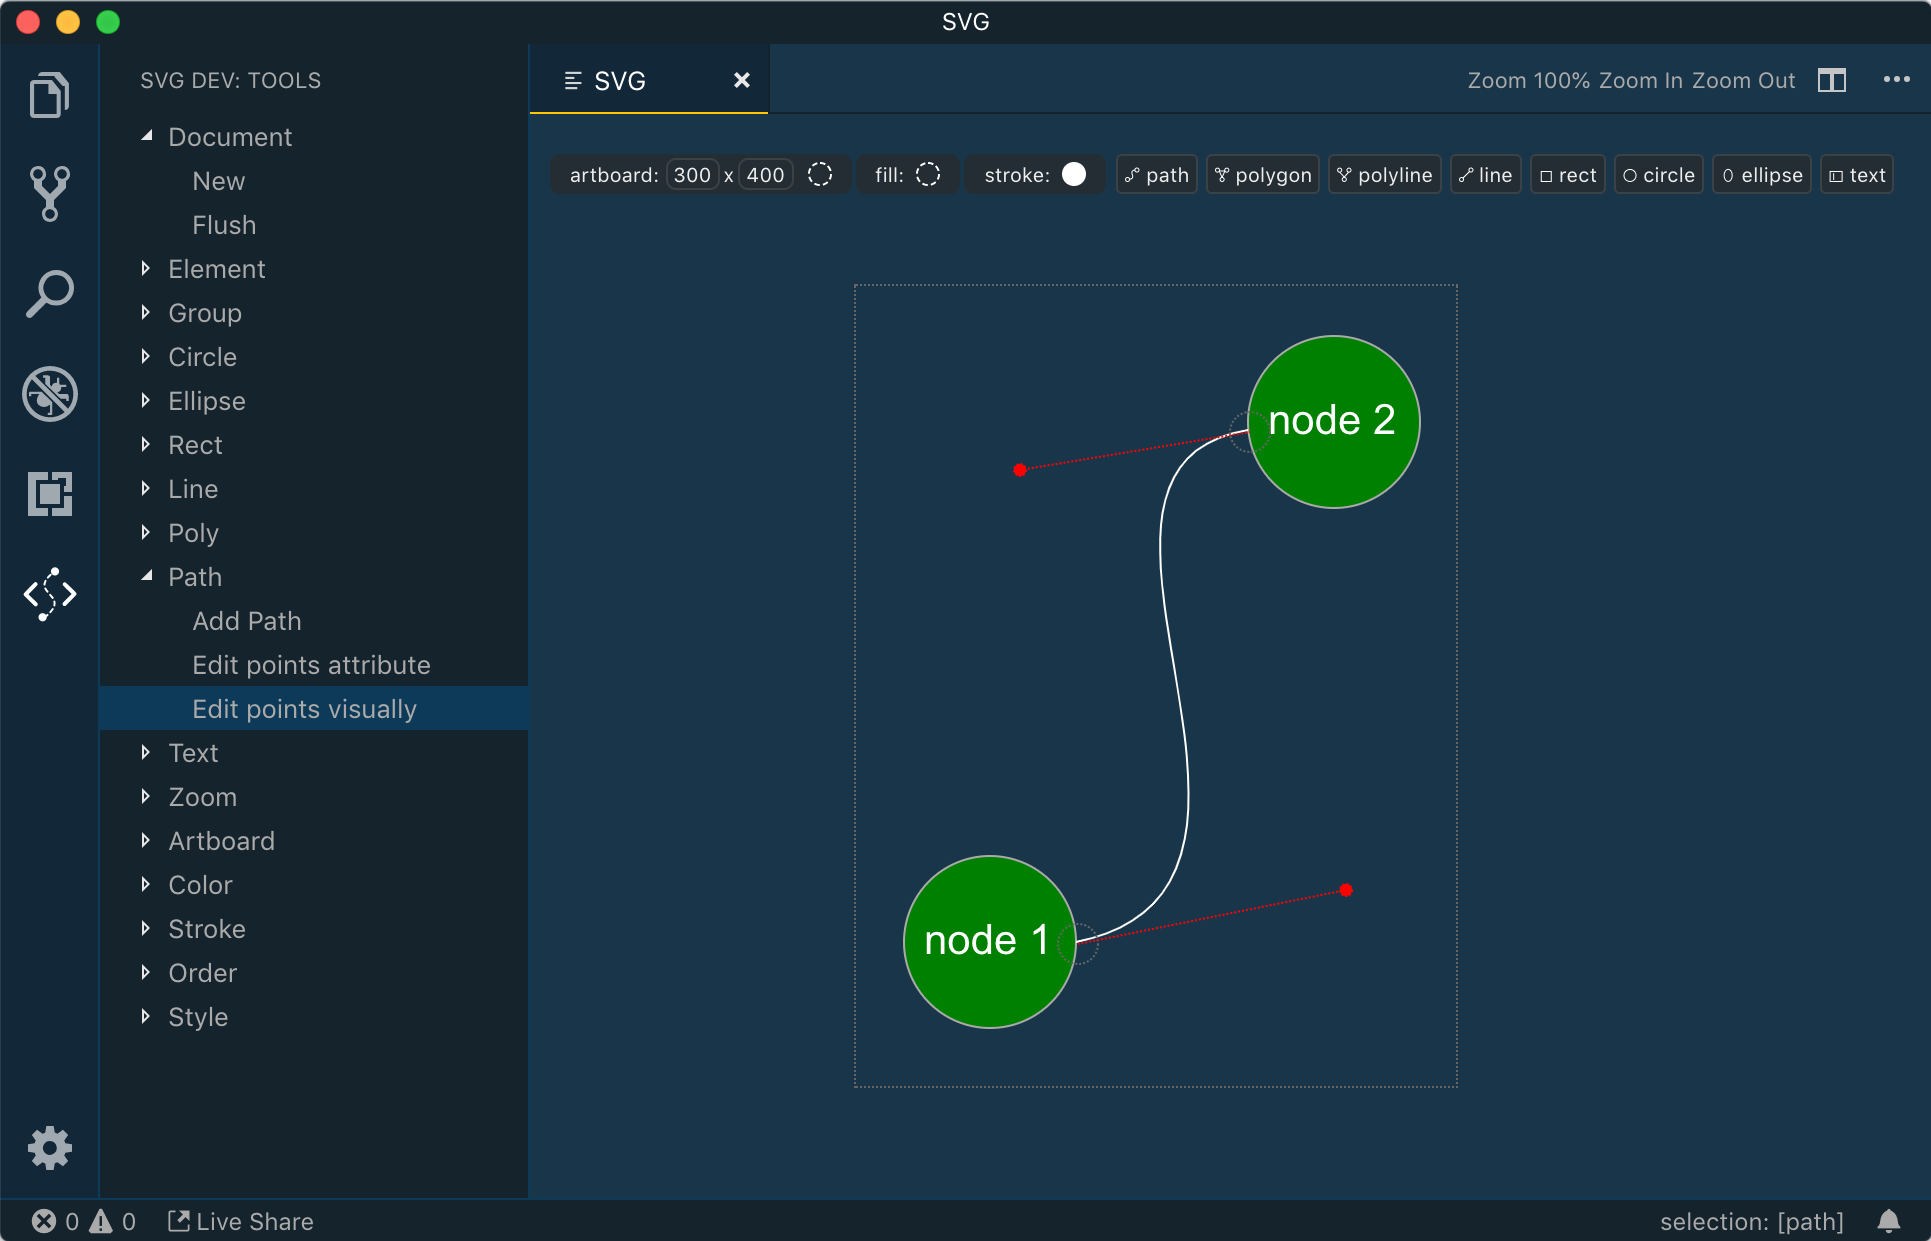 SVG
SVG DEV: TOOLS
Document
New
Flush
Element
Group
Circle
Ellipse
Rect
Line
Poly
Path
Add Path
Edit points attribute
Edit points visually
Text
Zoom
Artboard
Color
Stroke
Order
Style
SVG
Zoom 100% Zoom In Zoom Out
artboard: 300 x 400 fill: stroke: path polygon polyline line rect circle ellipse text
node 2
node 1
0 0 Live Share
selection: [path]